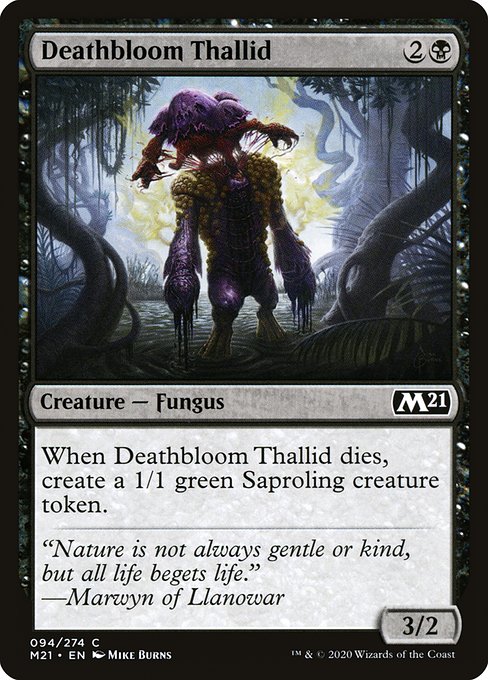 Deathbloom Thallid 2
Creature — Fungus M21
When Deathbloom Thallid dies,
create a 1/1 green Saproling creature
token.
“Nature is not always gentle or kind,
but all life begets life.”
—Marwyn of Llanowar
3/2
094/274 C
M21 • EN Mike Burns ™ & © 2020 Wizards of the Coast